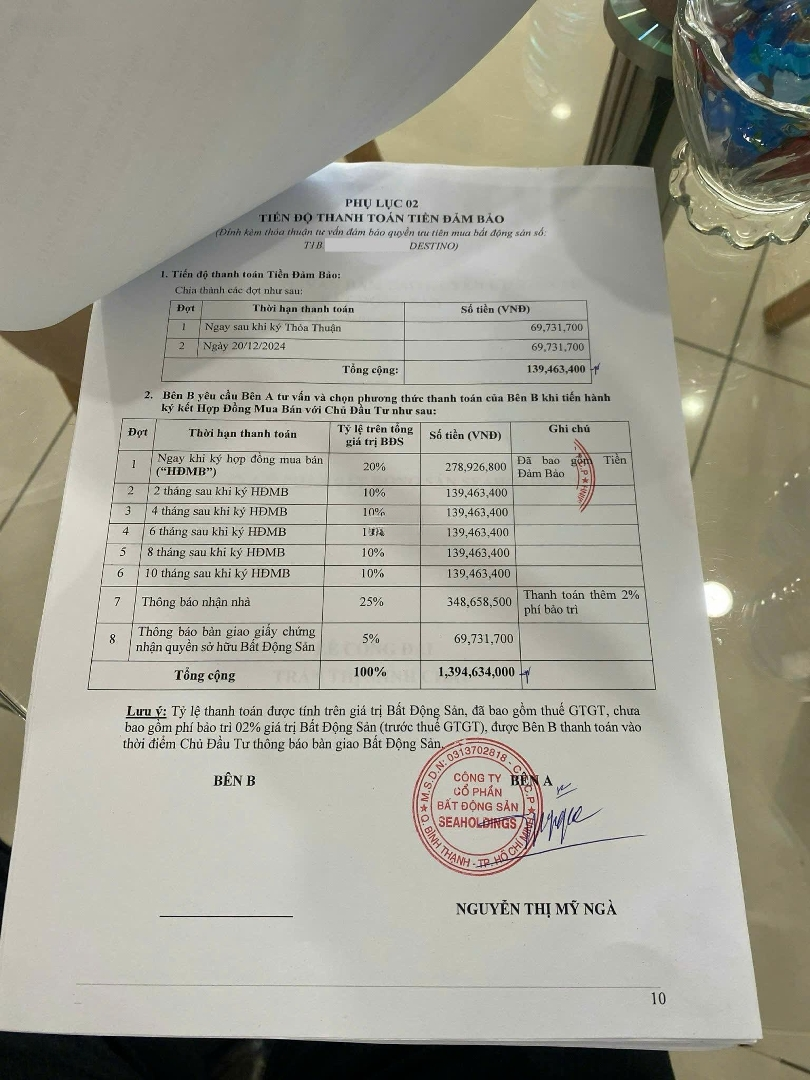 PHỤ LỤC 02
TIẾN ĐỘ THANH TOÁN TIỀN ĐẢM BẢO
(Đính kèm thỏa thuận tư vấn đảm bảo quyền ưu tiên mua bất động sản số:
T1B. DESTINO)
1. Tiến độ thanh toán Tiền Đảm Bảo:
Chia thành các đợt như sau:
Đợt Thời hạn thanh toán Số tiền (VNĐ)
1 Ngay sau khi ký Thỏa Thuận 69,731,700
2 Ngày 20/12/2024 69,731,700
Tổng cộng: 139,463,400
2. Bên B yêu cầu Bên A tư vấn và chọn phương thức thanh toán của Bên B khi tiến hành
ký kết Hợp Đồng Mua Bán với Chủ Đầu Tư như sau:
Đợt Thời hạn thanh toán Tỷ lệ trên tổng giá trị BĐS Số tiền (VNĐ) Ghi chú
1 Ngay khi ký hợp đồng mua bán (“HĐMB”) 20% 278,926,800 Đã bao gồm Tiền Đảm Bảo
2 2 tháng sau khi ký HĐMB 10% 139,463,400
3 4 tháng sau khi ký HĐMB 10% 139,463,400
4 6 tháng sau khi ký HĐMB 139,463,400
5 8 tháng sau khi ký HĐMB 10% 139,463,400
6 10 tháng sau khi ký HĐMB 10% 139,463,400
7 Thông báo nhận nhà 25% 348,658,500 Thanh toán thêm 2% phí bảo trì
8 Thông báo bàn giao giấy chứng nhận quyền sở hữu Bất Động Sản 5% 69,731,700
Tổng cộng 100% 1,394,634,000
Lưu ý: Tỷ lệ thanh toán được tính trên giá trị Bất Động Sản, đã bao gồm thuế GTGT, chưa
bao gồm phí bảo trì 02% giá trị Bất Động Sản (trước thuế GTGT), được Bên B thanh toán vào
thời điểm Chủ Đầu Tư thông báo bàn giao Bất Động Sản.
BÊN B BÊN A
M.S.D.N: 0313702818 - C.T.C.P
CÔNG TY
CỔ PHẦN
BẤT ĐỘNG SẢN
SEAHOLDINGS
Q. BÌNH THẠNH - TP. HỒ CHÍ MINH
NGUYỄN THỊ MỸ NGÀ
10